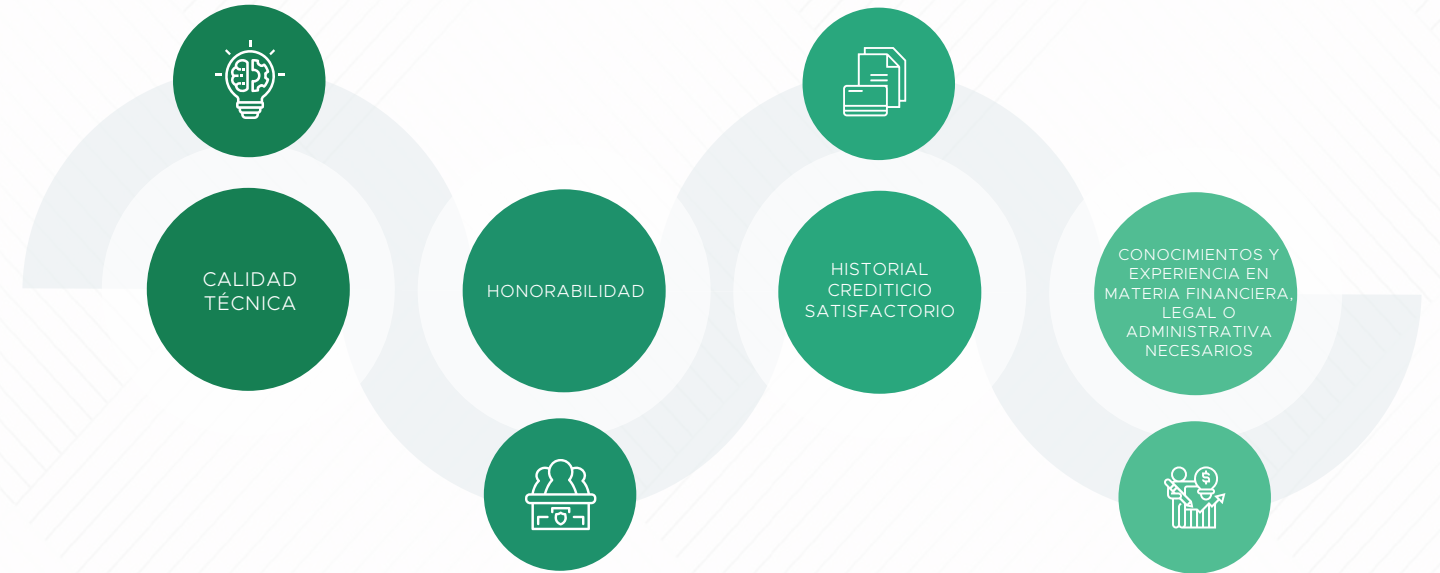 CALIDAD
TÉCNICA
HONORABILIDAD
HISTORIAL
CREDITICIO
SATISFACTORIO
CONOCIMIENTOS Y
EXPERIENCIA EN
MATERIA FINANCIERA,
LEGAL O
ADMINISTRATIVA
NECESARIOS